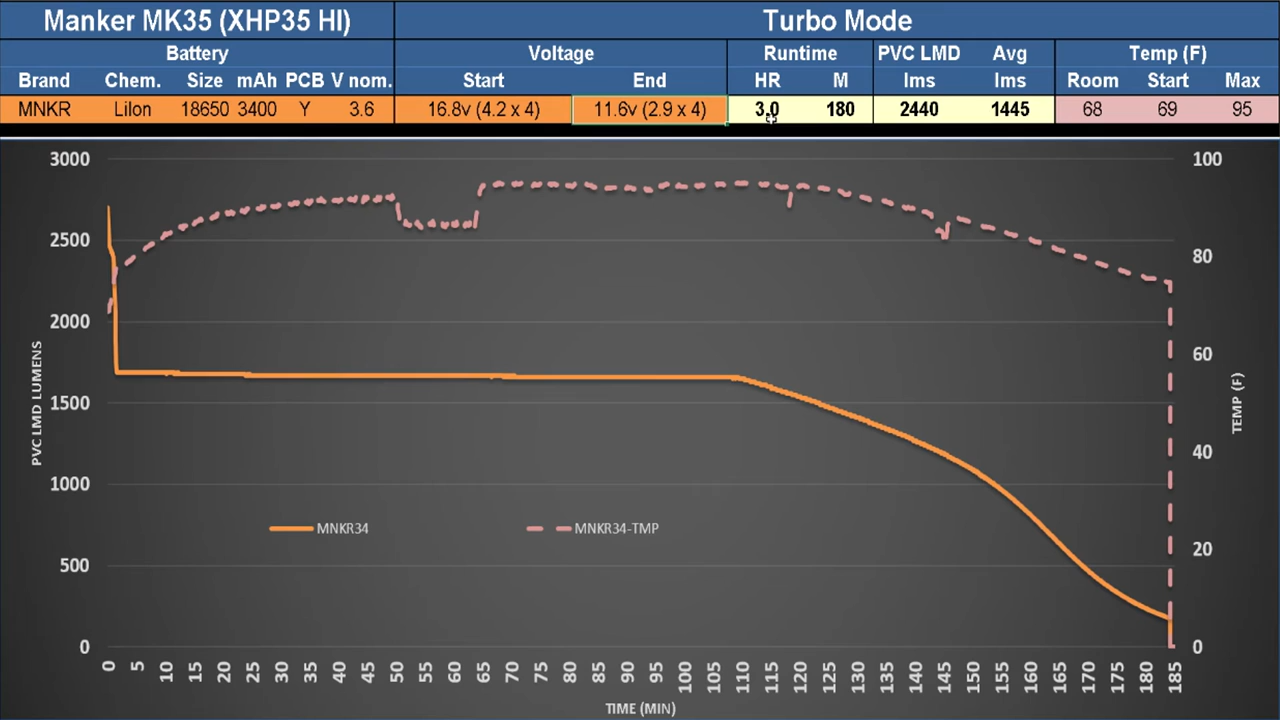 Manker MK35 (XHP35 HI) Turbo Mode
Battery Voltage Runtime PVC LMD Avg Temp (F)
Brand Chem. Size mAh PCB V nom. Start End HR M lms lms Room Start Max
MNKR LiIon 18650 3400 Y 3.6 16.8v (4.2 x 4) 11.6v (2.9 x 4) 3.0 180 2440 1445 68 69 95
3000 100
2500
80
2000
60
1500
40
1000
20
500
0 0
PVC LMD LUMENS
TEMP (F)
MNKR34 MNKR34-TMP
0 5 10 15 20 25 30 35 40 45 50 55 60 65 70 75 80 85 90 95 100 105 110 115 120 125 130 135 140 145 150 155 160 165 170 175 180 185
TIME (MIN)